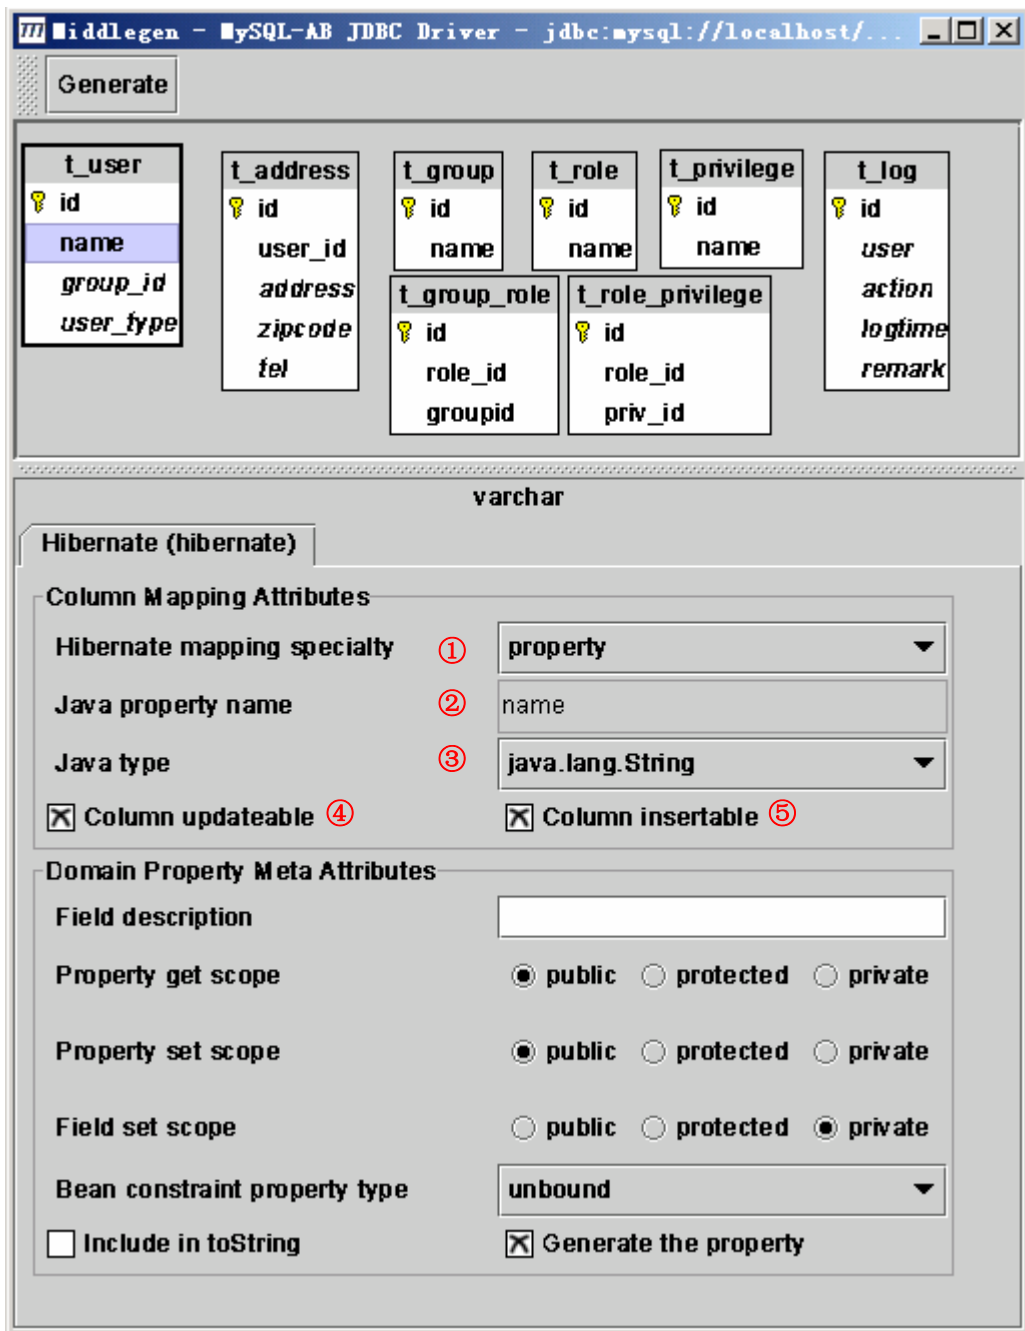 Middlegen - MySQL-AB JDBC Driver - jdbc:mysql://localhost/...
Generate
t_user
id
name
group_id
user_type
t_address
id
user_id
address
zipcode
tel
t_group
id
name
t_role
id
name
t_privilege
id
name
t_log
id
user
action
logtime
remark
t_group_role
id
role_id
groupid
t_role_privilege
id
role_id
priv_id
varchar
Hibernate (hibernate)
Column Mapping Attributes
Hibernate mapping specialty ① property
Java property name ② name
Java type ③ java.lang.String
Column updateable ④ Column insertable ⑤
Domain Property Meta Attributes
Field description
Property get scope public protected private
Property set scope public protected private
Field set scope public protected private
Bean constraint property type unbound
Include in toString Generate the property